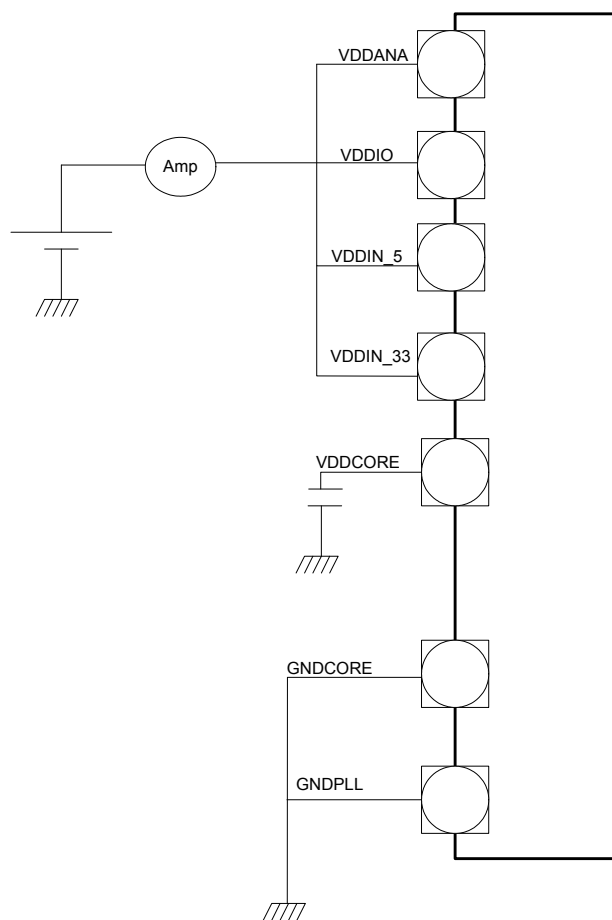 VDDANA
Amp
VDDIO
VDDIN_5
VDDIN_33
VDDCORE
GNDCORE
GNDPLL